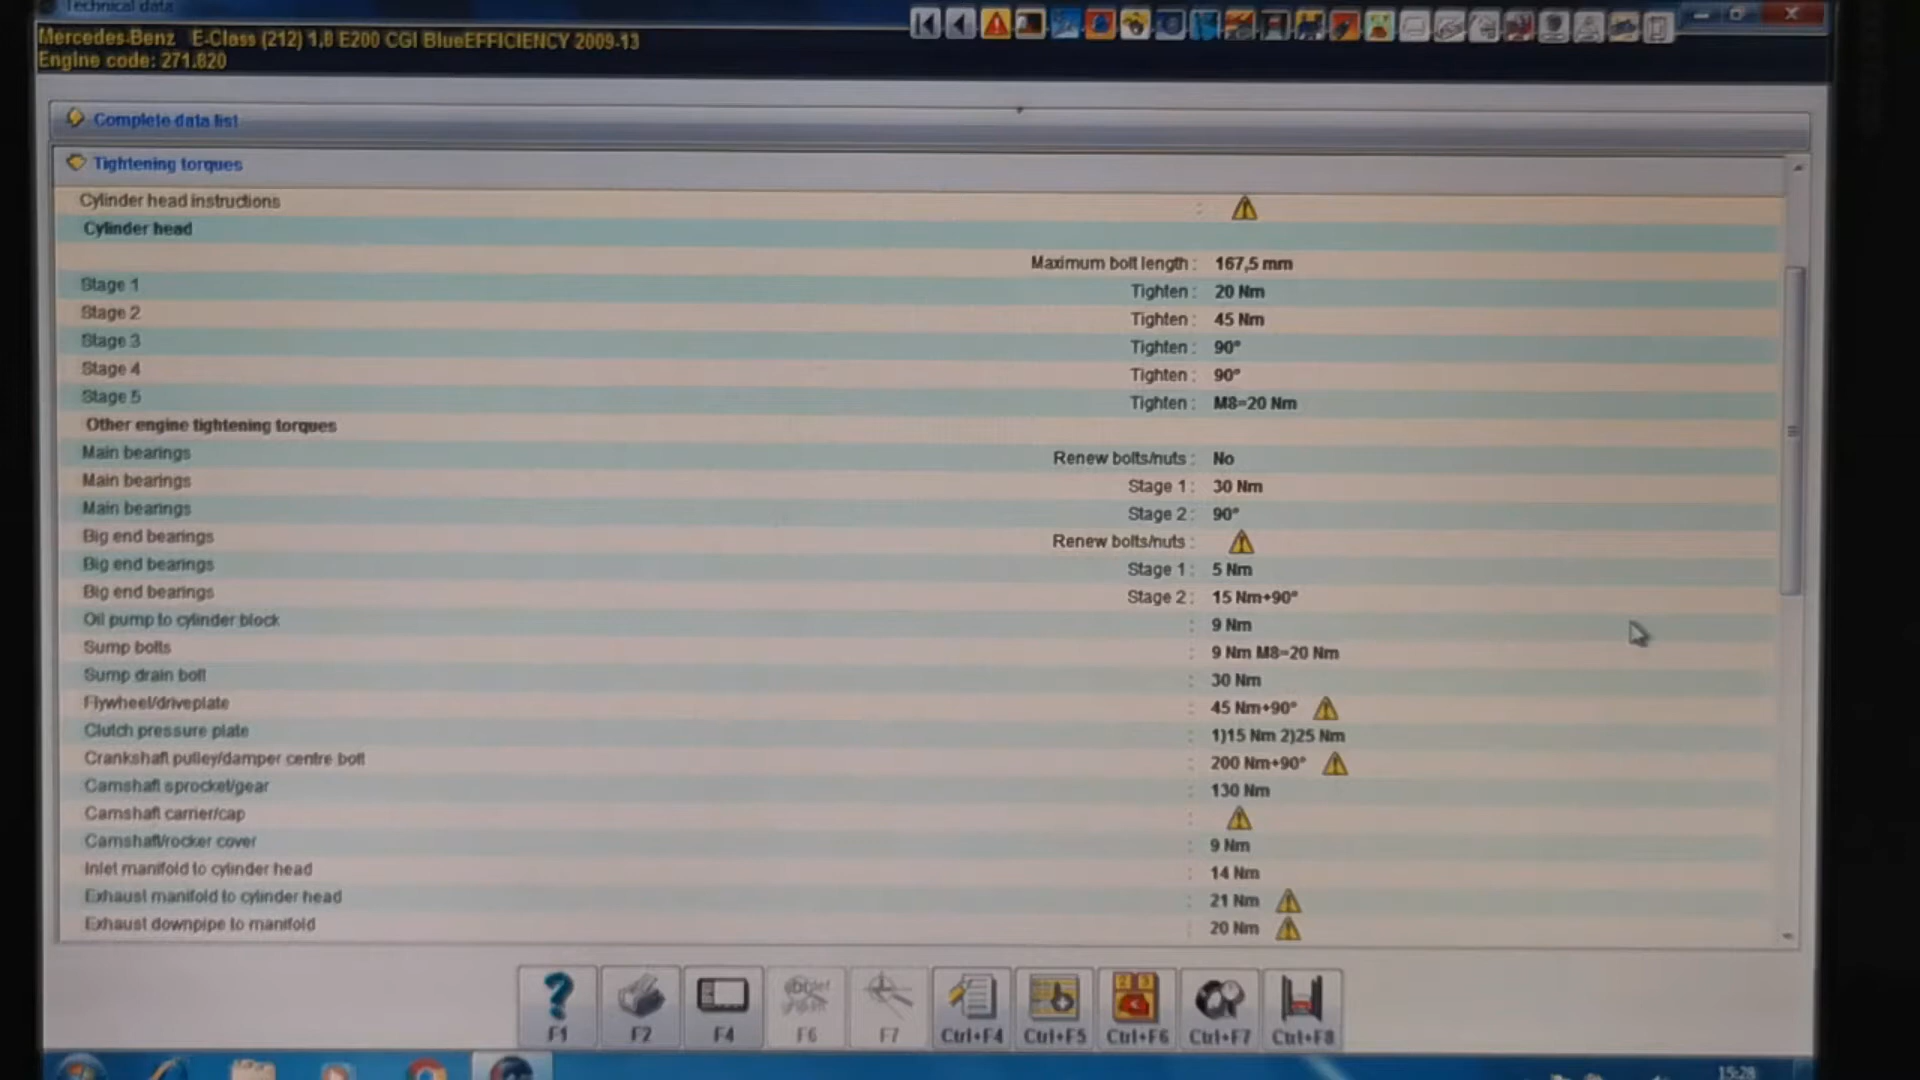 Technical data
Mercedes-Benz E-Class (212) 1,8 E200 CGI BlueEFFICIENCY 2009-13
Engine code: 271.820
Complete data list
Tightening torques
Cylinder head instructions :
Cylinder head
Maximum bolt length : 167,5 mm
Stage 1 Tighten : 20 Nm
Stage 2 Tighten : 45 Nm
Stage 3 Tighten : 90°
Stage 4 Tighten : 90°
Stage 5 Tighten : M8=20 Nm
Other engine tightening torques
Main bearings Renew bolts/nuts : No
Main bearings Stage 1 : 30 Nm
Main bearings Stage 2 : 90°
Big end bearings Renew bolts/nuts :
Big end bearings Stage 1 : 5 Nm
Big end bearings Stage 2 : 15 Nm+90°
Oil pump to cylinder block : 9 Nm
Sump bolts : 9 Nm M8=20 Nm
Sump drain bolt : 30 Nm
Flywheel/driveplate : 45 Nm+90°
Clutch pressure plate : 1)15 Nm 2)25 Nm
Crankshaft pulley/damper centre bolt : 200 Nm+90°
Camshaft sprocket/gear : 130 Nm
Camshaft carrier/cap :
Camshaft/rocker cover : 9 Nm
Inlet manifold to cylinder head : 14 Nm
Exhaust manifold to cylinder head : 21 Nm
Exhaust downpipe to manifold : 20 Nm
F1 F2 F4 F6 F7 Ctrl+F4 Ctrl+F5 Ctrl+F6 Ctrl+F7 Ctrl+F8
15:28